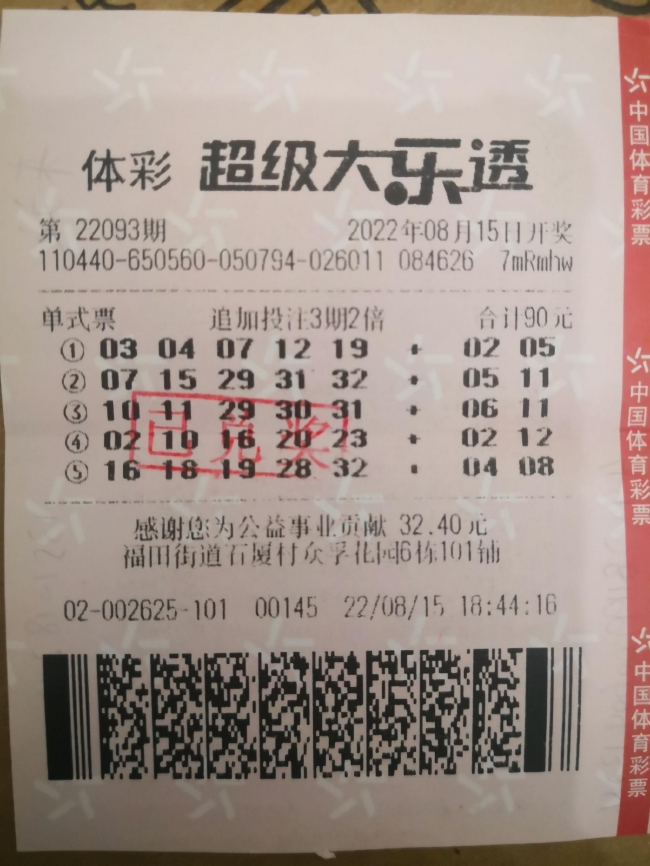 体彩 超级大乐透
第 22093期 2022年08月15日开奖
110440-650560-050794-026011 084626 7mRmhw
单式票 追加投注3期2倍 合计90元
① 03 04 07 12 19 + 02 05
② 07 15 29 31 32 + 05 11
③ 10 11 29 30 31 + 06 11
④ 02 10 16 20 23 + 02 12
⑤ 16 18 19 28 32 + 04 08
已兑奖
感谢您为公益事业贡献 32.40元
福田街道石厦村众孚花园6栋101铺
02-002625-101 00145 22/08/15 18:44:16
中国体育彩票
中国体育彩票
中国体育彩票